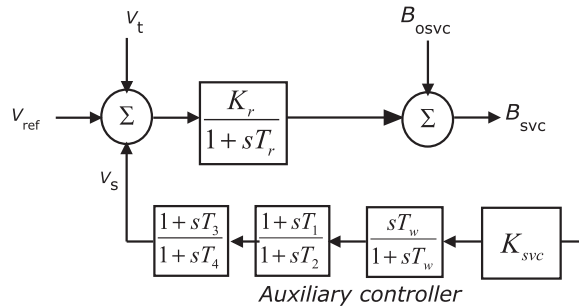 V_t
B_osvc
V_ref
Σ
K_r
1 + sT_r
Σ
B_svc
V_s
1 + sT_3
1 + sT_4
1 + sT_1
1 + sT_2
sT_w
1 + sT_w
K_svc
Auxiliary controller